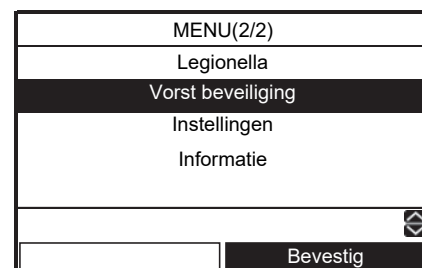 MENU(2/2)
Legionella
Vorst beveiliging
Instellingen
Informatie
Bevestig